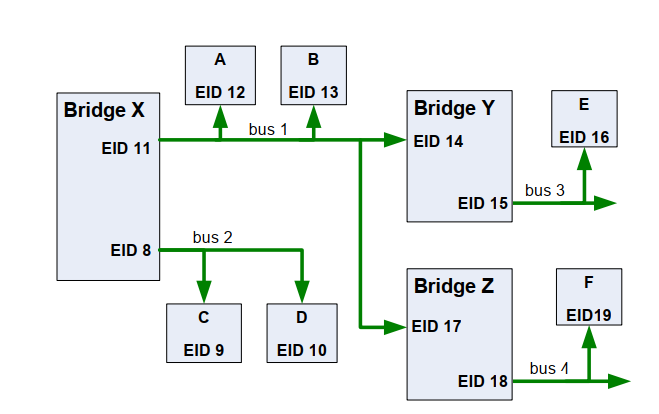 A
EID 12
B
EID 13
Bridge X
EID 11
EID 8
bus 1
bus 2
C
EID 9
D
EID 10
Bridge Y
EID 14
EID 15
bus 3
E
EID 16
Bridge Z
EID 17
EID 18
bus 4
F
EID19